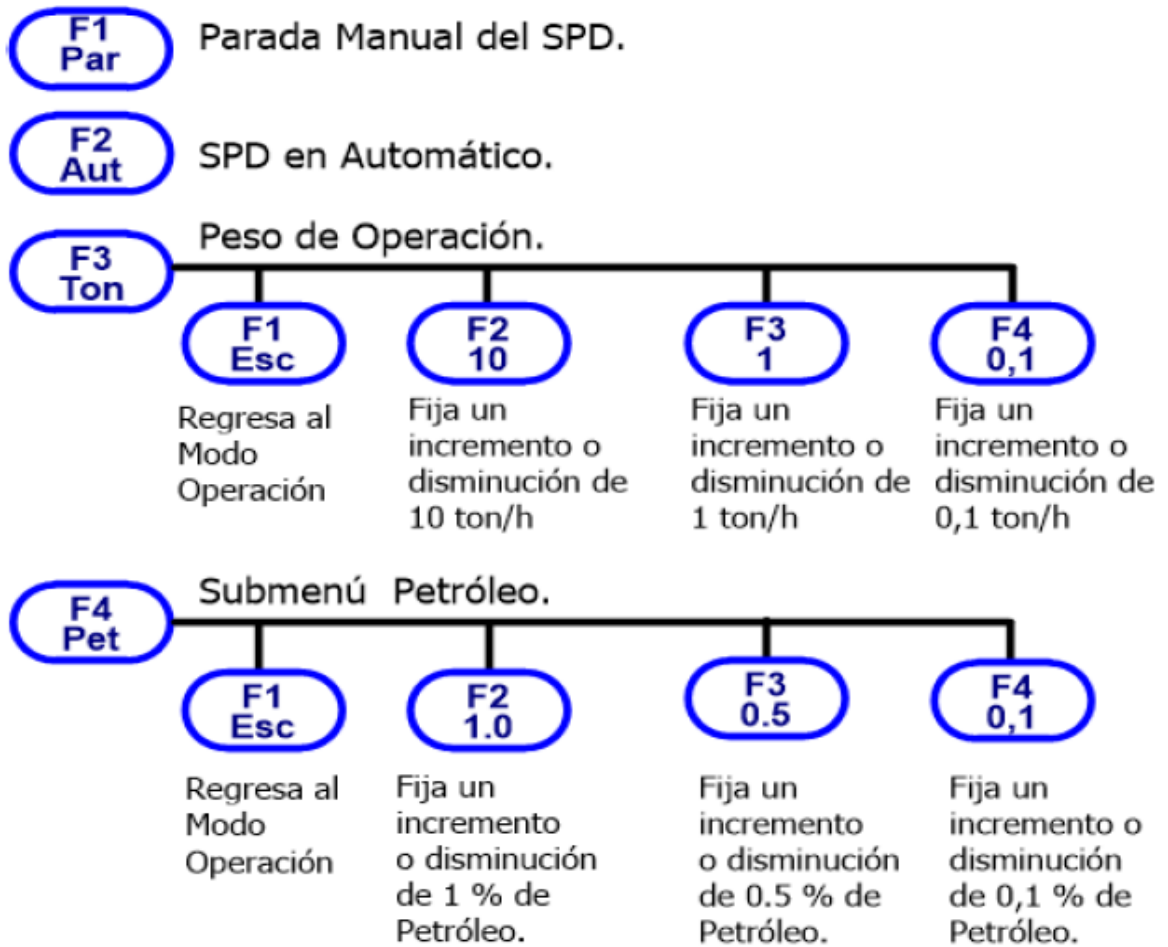 F1
Par
Parada Manual del SPD.
F2
Aut
SPD en Automático.
F3
Ton
Peso de Operación.
F1
Esc
Regresa al
Modo
Operación
F2
10
Fija un
incremento o
disminución de
10 ton/h
F3
1
Fija un
incremento o
disminución de
1 ton/h
F4
0,1
Fija un
incremento o
disminución de
0,1 ton/h
F4
Pet
Submenú Petróleo.
F1
Esc
Regresa al
Modo
Operación
F2
1.0
Fija un
incremento
o disminución
de 1 % de
Petróleo.
F3
0.5
Fija un
incremento
o disminución
de 0.5 % de
Petróleo.
F4
0,1
Fija un
incremento o
disminución
de 0,1 % de
Petróleo.